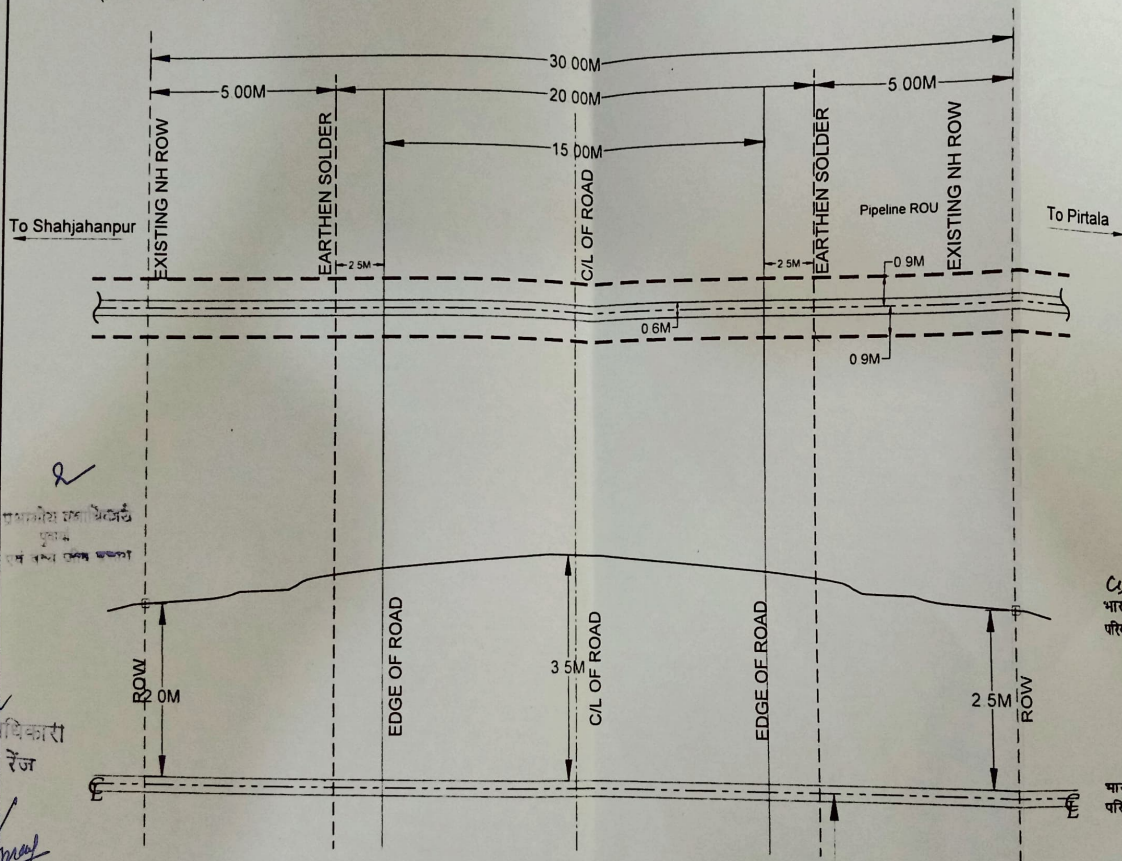 30 00M
5 00M
20 00M
5 00M
15 00M
EXISTING NH ROW
EARTHEN SOLDER
C/L OF ROAD
EARTHEN SOLDER
EXISTING NH ROW
Pipeline ROU
To Shahjahanpur
To Pirtala
2 5M
2 5M
0 9M
0 6M
0 9M
ROW
2 0M
EDGE OF ROAD
3 5M
C/L OF ROAD
EDGE OF ROAD
2 5M
ROW
रेंज